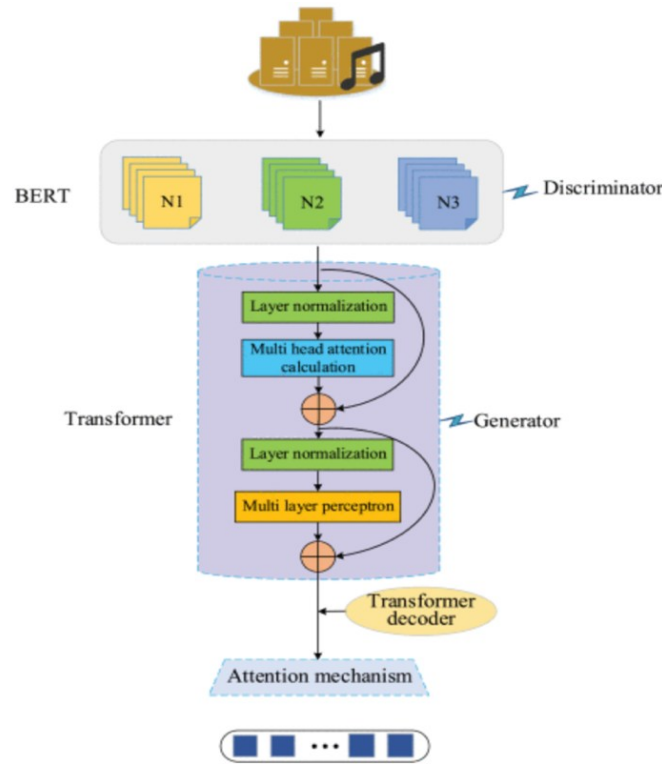 BERT
N1
N2
N3
Discriminator
Layer normalization
Multi head attention
calculation
Transformer
Generator
Layer normalization
Multi layer perceptron
Transformer
decoder
Attention mechanism